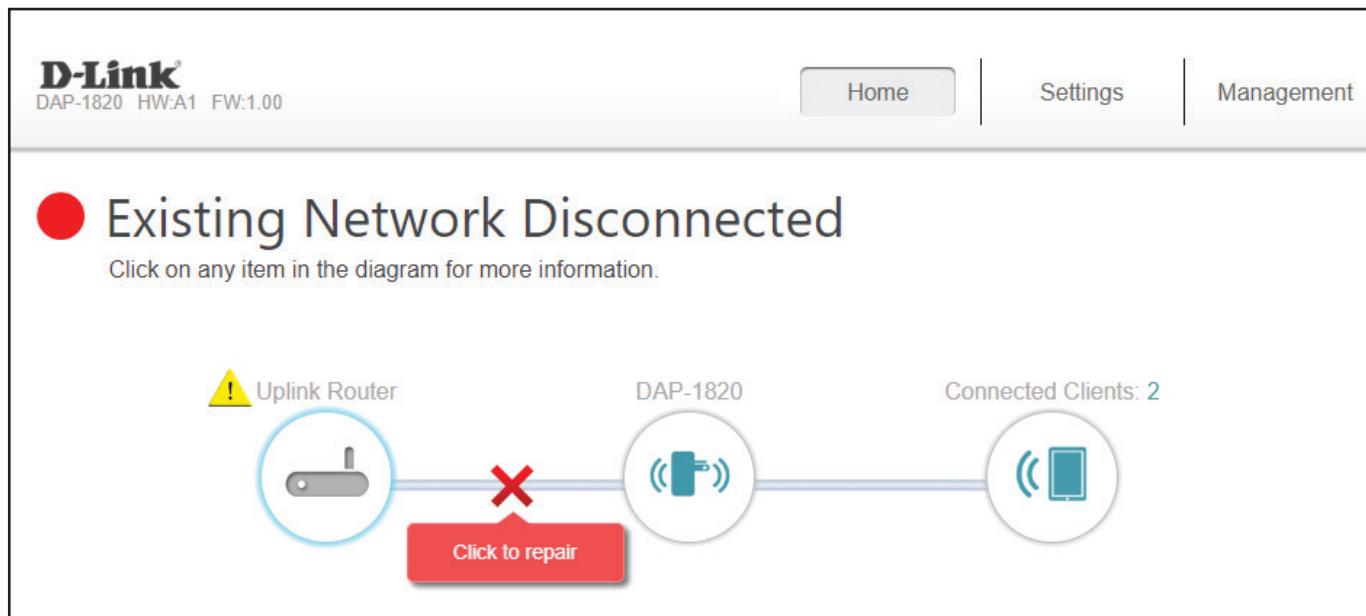 D-Link
DAP-1820 HW:A1 FW:1.00
Home
Settings
Management
Existing Network Disconnected
Click on any item in the diagram for more information.
! Uplink Router
DAP-1820
Connected Clients: 2
Click to repair